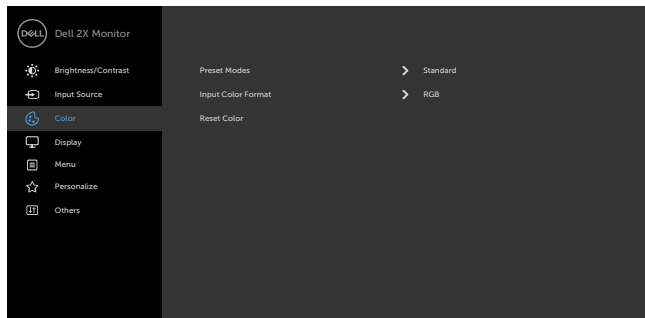 DELL Dell 2X Monitor
Brightness/Contrast Preset Modes Standard
Input Source Input Color Format RGB
Color Reset Color
Display
Menu
Personalize
Others